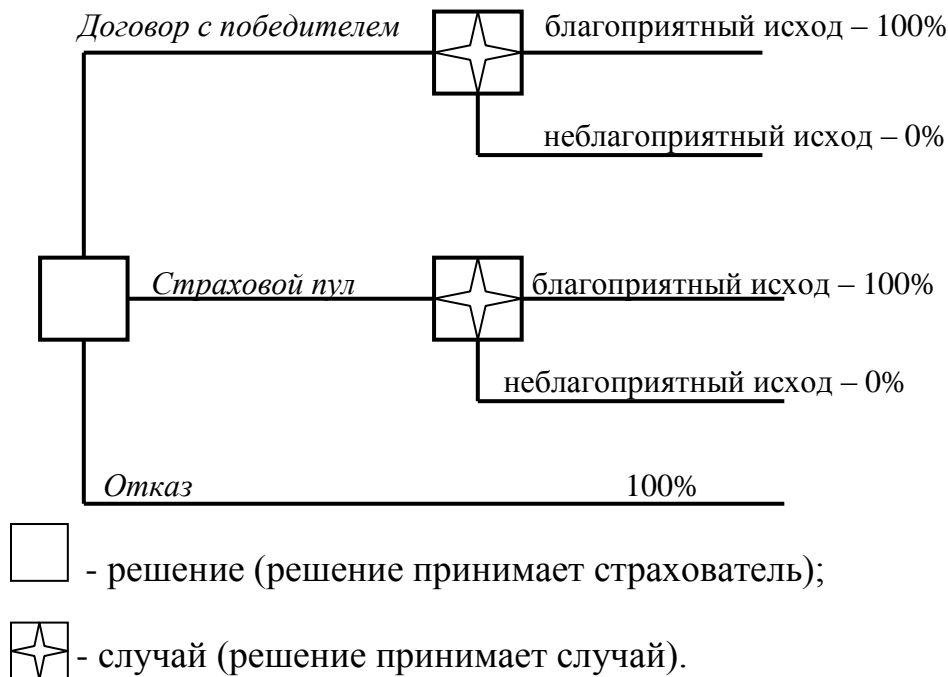 Договор с победителем
благоприятный исход – 100%
неблагоприятный исход – 0%
Страховой пул
благоприятный исход – 100%
неблагоприятный исход – 0%
Отказ
100%
- решение (решение принимает страхователь);
- случай (решение принимает случай).